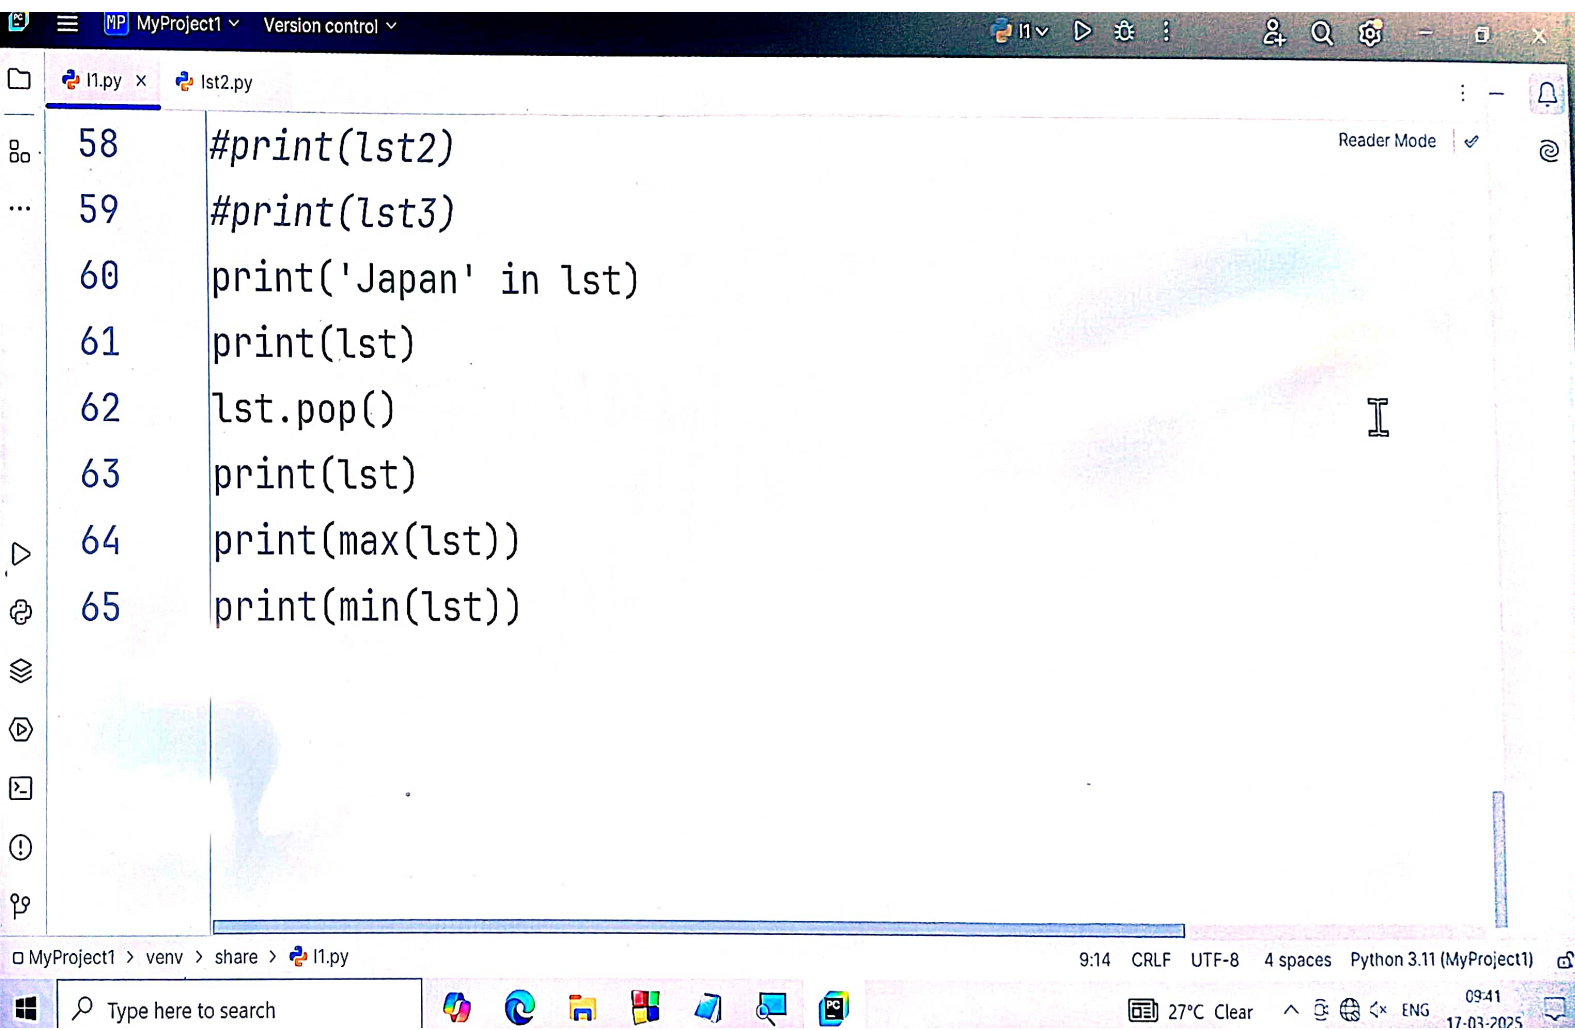 MP MyProject1 Version control l1
l1.py × lst2.py
Reader Mode
58 #print(lst2)
59 #print(lst3)
60 print('Japan' in lst)
61 print(lst)
62 lst.pop()
63 print(lst)
64 print(max(lst))
65 print(min(lst))
MyProject1 > venv > share > l1.py 9:14 CRLF UTF-8 4 spaces Python 3.11 (MyProject1)
Type here to search PC 27°C Clear ENG 09:41
17-03-2025